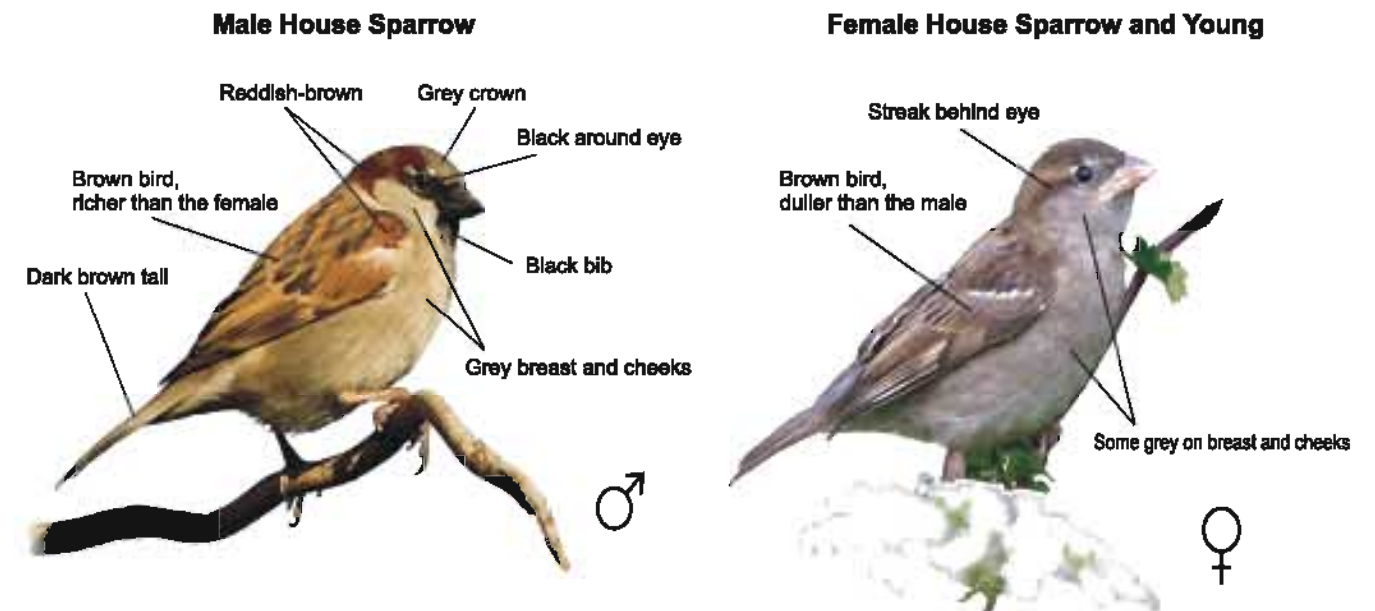 Male House Sparrow
Reddish-brown
Grey crown
Black around eye
Brown bird,
richer than the female
Dark brown tail
Black bib
Grey breast and cheeks
♂
Female House Sparrow and Young
Streak behind eye
Brown bird,
duller than the male
Some grey on breast and cheeks
♀